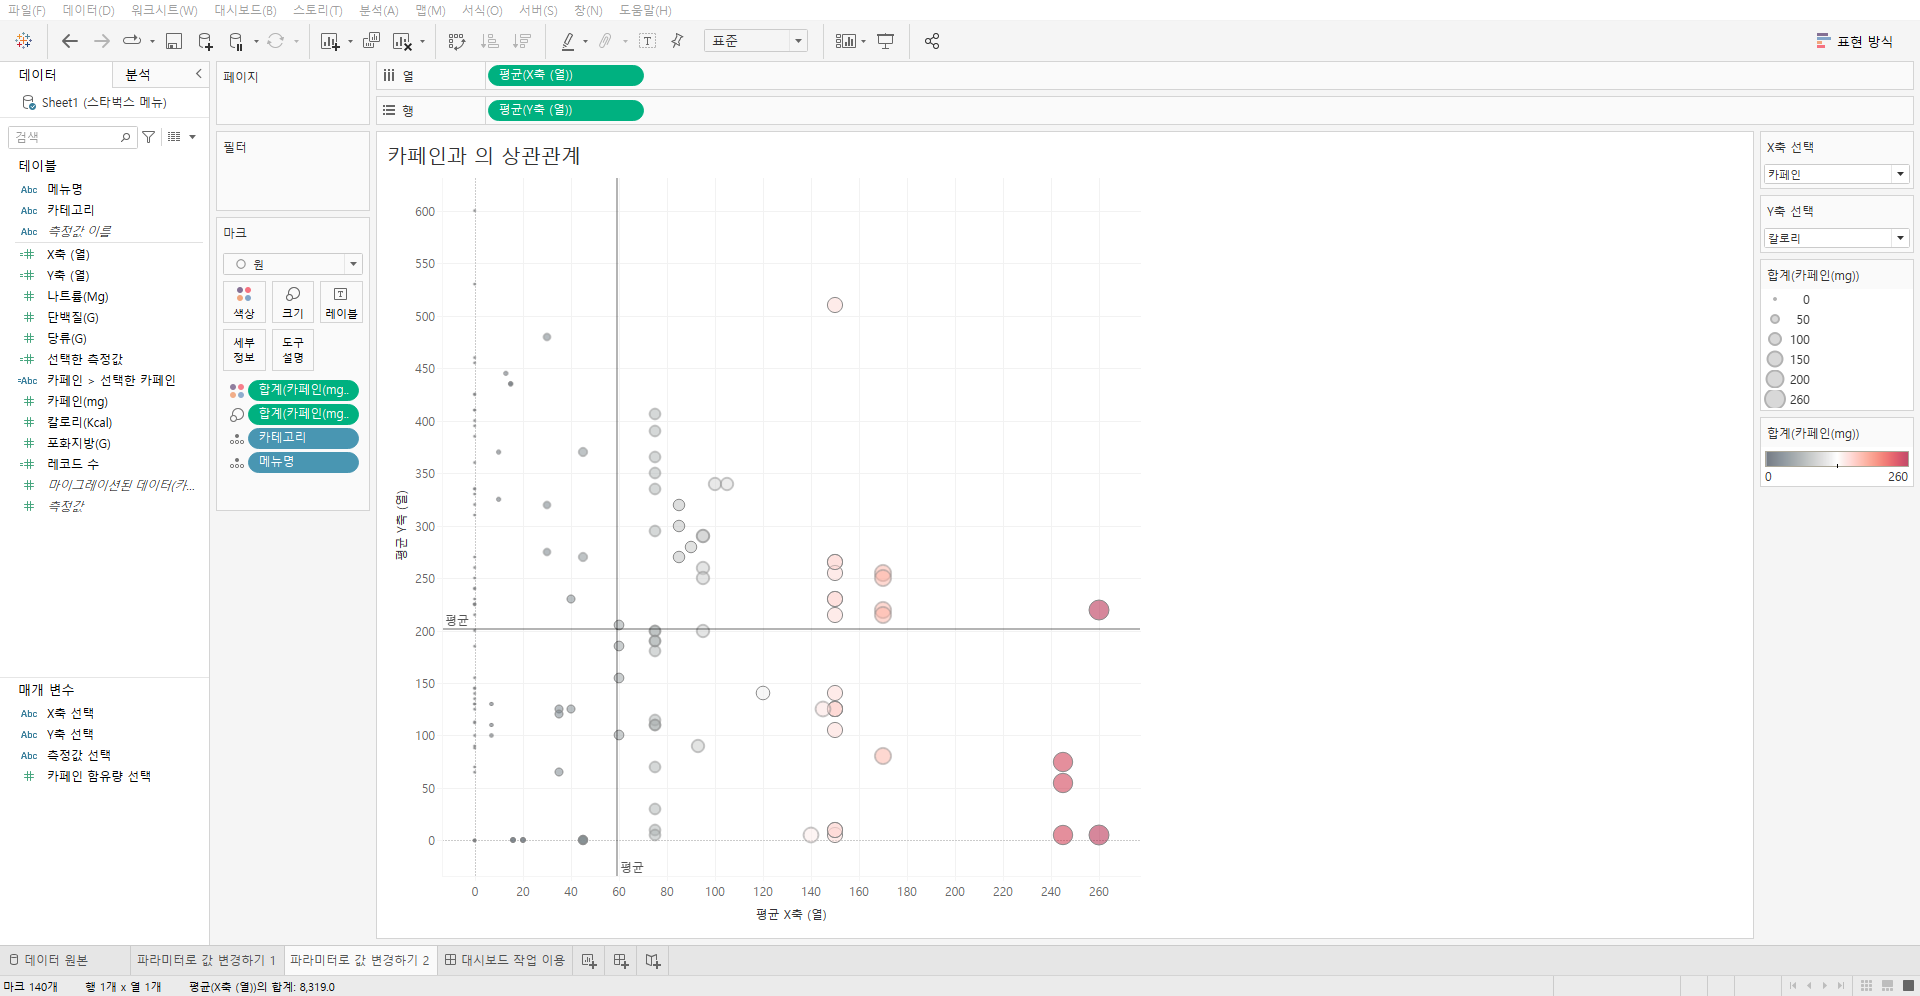 파일(F) 데이터(D) 워크시트(W) 대시보드(B) 스토리(T) 분석(A) 맵(M) 서식(O) 서버(S) 창(N) 도움말(H)
표준
표현 방식
데이터 분석
Sheet1 (스타벅스 메뉴)
검색
테이블
Abc 메뉴명
Abc 카테고리
Abc 측정값 이름
X축 (열)
Y축 (열)
나트륨(Mg)
단백질(G)
당류(G)
선택한 측정값
=Abc 카페인 > 선택한 카페인
카페인(mg)
칼로리(Kcal)
포화지방(G)
레코드 수
마이그레이션된 데이터(카...
측정값
매개 변수
Abc X축 선택
Abc Y축 선택
Abc 측정값 선택
카페인 함유량 선택
페이지
필터
마크
원
색상 크기 레이블
세부 정보
도구 설명
합계(카페인(mg..
합계(카페인(mg..
카테고리
메뉴명
열 평균(X축 (열))
행 평균(Y축 (열))
카페인과 의 상관관계
600
550
500
450
400
350
300
250
200
150
100
50
0
평균 Y축 (열)
평균
평균
0 20 40 60 80 100 120 140 160 180 200 220 240 260
평균 X축 (열)
X축 선택
카페인
Y축 선택
칼로리
합계(카페인(mg))
0
50
100
150
200
260
합계(카페인(mg))
0 260
데이터 원본 파라미터로 값 변경하기 1 파라미터로 값 변경하기 2 대시보드 작업 이용
마크 140개 행 1개 x 열 1개 평균(X축 (열))의 합계: 8,319.0